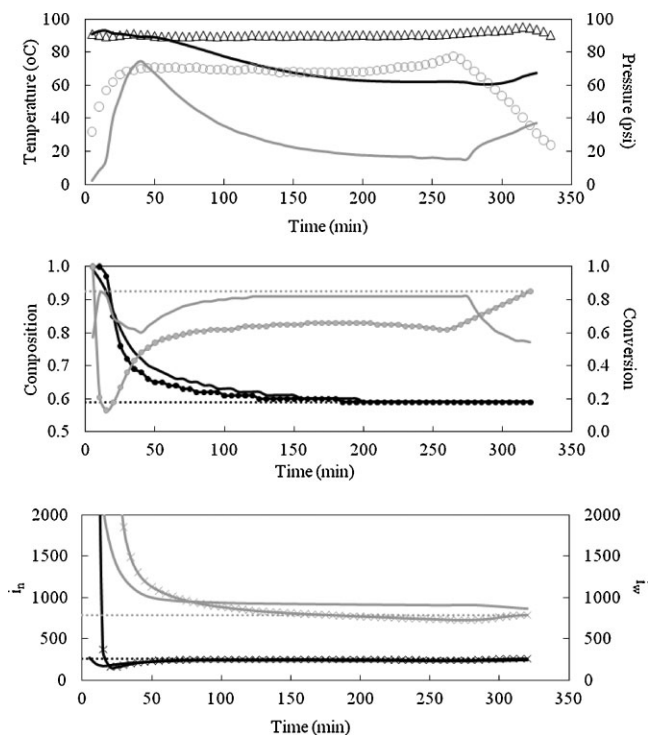 100 100
80 80
60 60
40 40
20 20
0 0
Temperature (oC)
Pressure (psi)
0 50 100 150 200 250 300 350
Time (min)
1.0 1.0
0.9 0.8
0.8 0.6
0.7 0.4
0.6 0.2
0.5 0.0
Composition
Conversion
0 50 100 150 200 250 300 350
Time (min)
2000 2000
1500 1500
1000 1000
500 500
0 0
in
iw
0 50 100 150 200 250 300 350
Time (min)